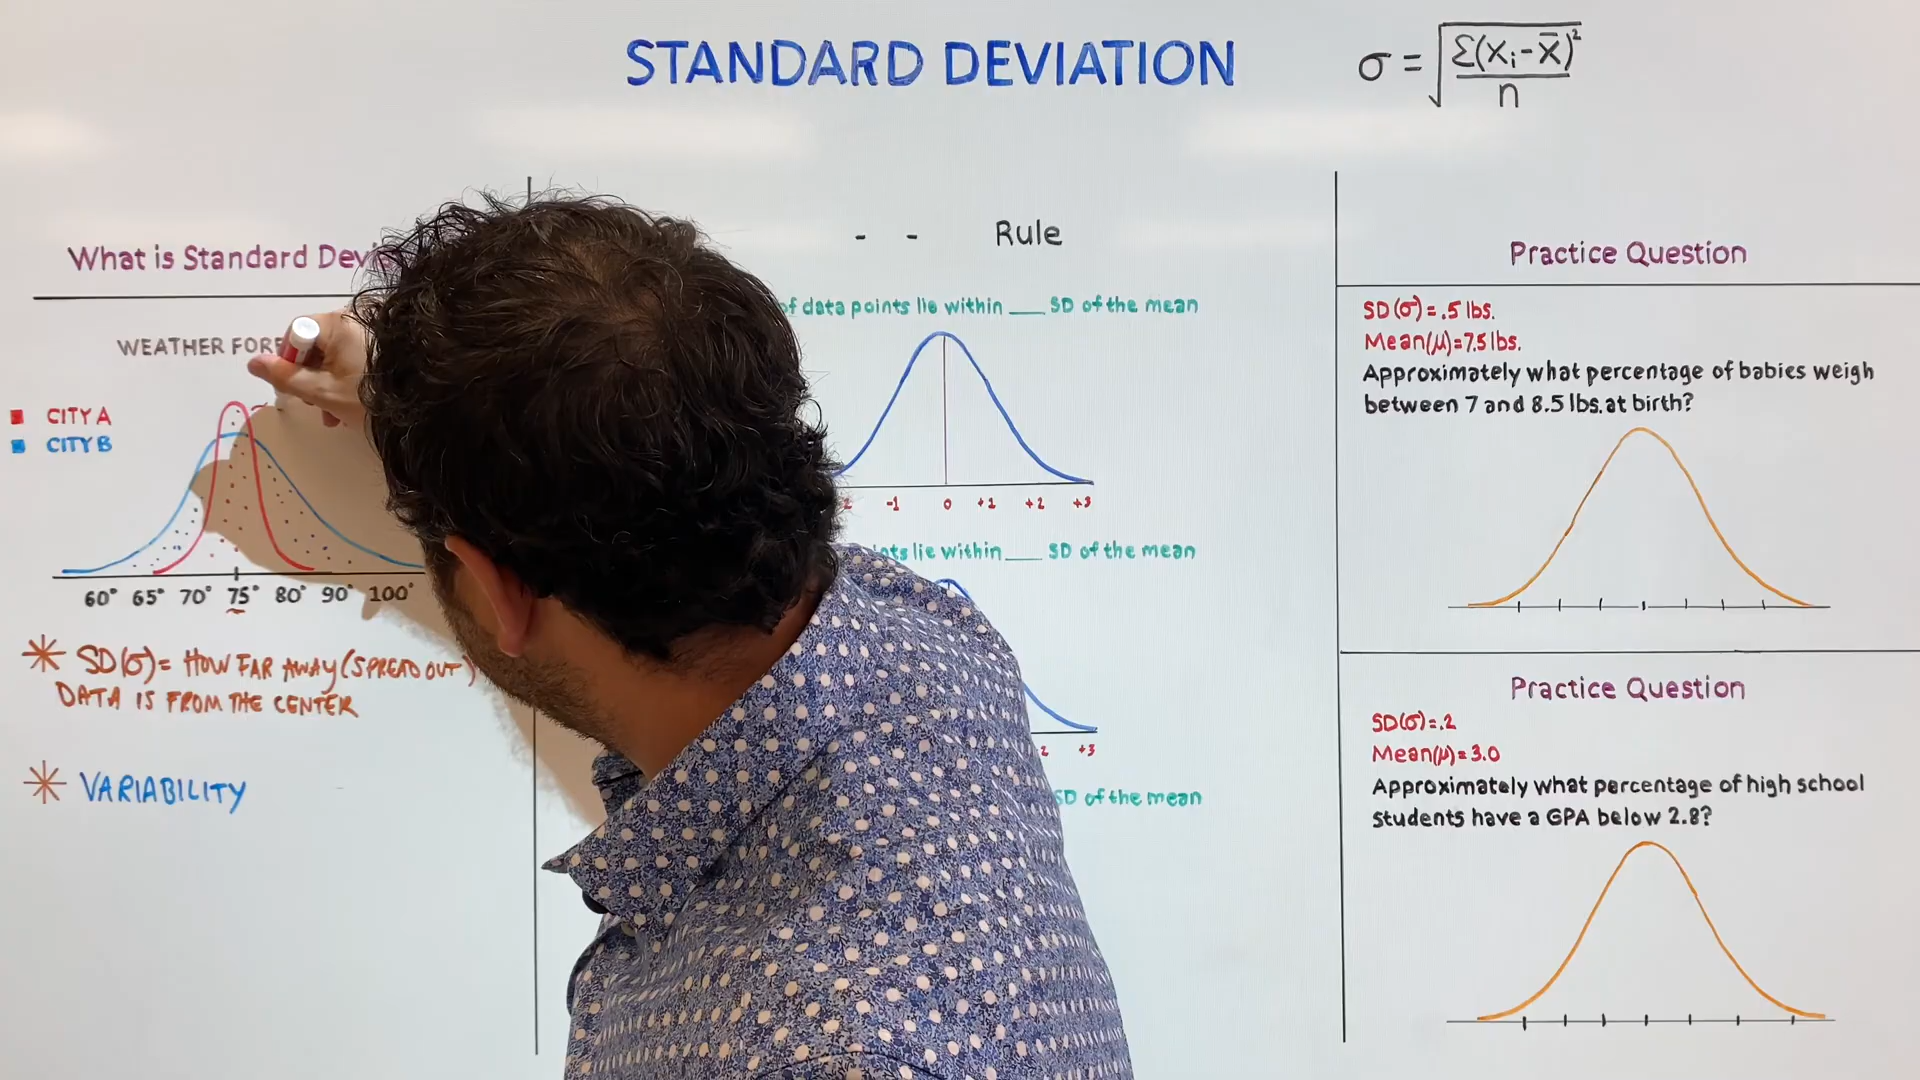 STANDARD DEVIATION
σ = √Σ(xᵢ-x̄)²/n
What is Standard
WEATHER
CITY A
CITY B
60° 65° 70° 75° 80° 90° 100°
SD(σ)= HOW FAR AWAY (SPREAD OUT)
DATA IS FROM THE CENTER
VARIABILITY
- - Rule
of data points lie within ___ SD of the mean
-1 0 +1 +2 +3
lie within ___ SD of the mean
+3
SD of the mean
Practice Question
SD(σ)=.5 lbs.
Mean(μ)=7.5 lbs.
Approximately what percentage of babies weigh
between 7 and 8.5 lbs. at birth?
Practice Question
SD(σ)=.2
Mean(μ)=3.0
Approximately what percentage of high school
students have a GPA below 2.8?